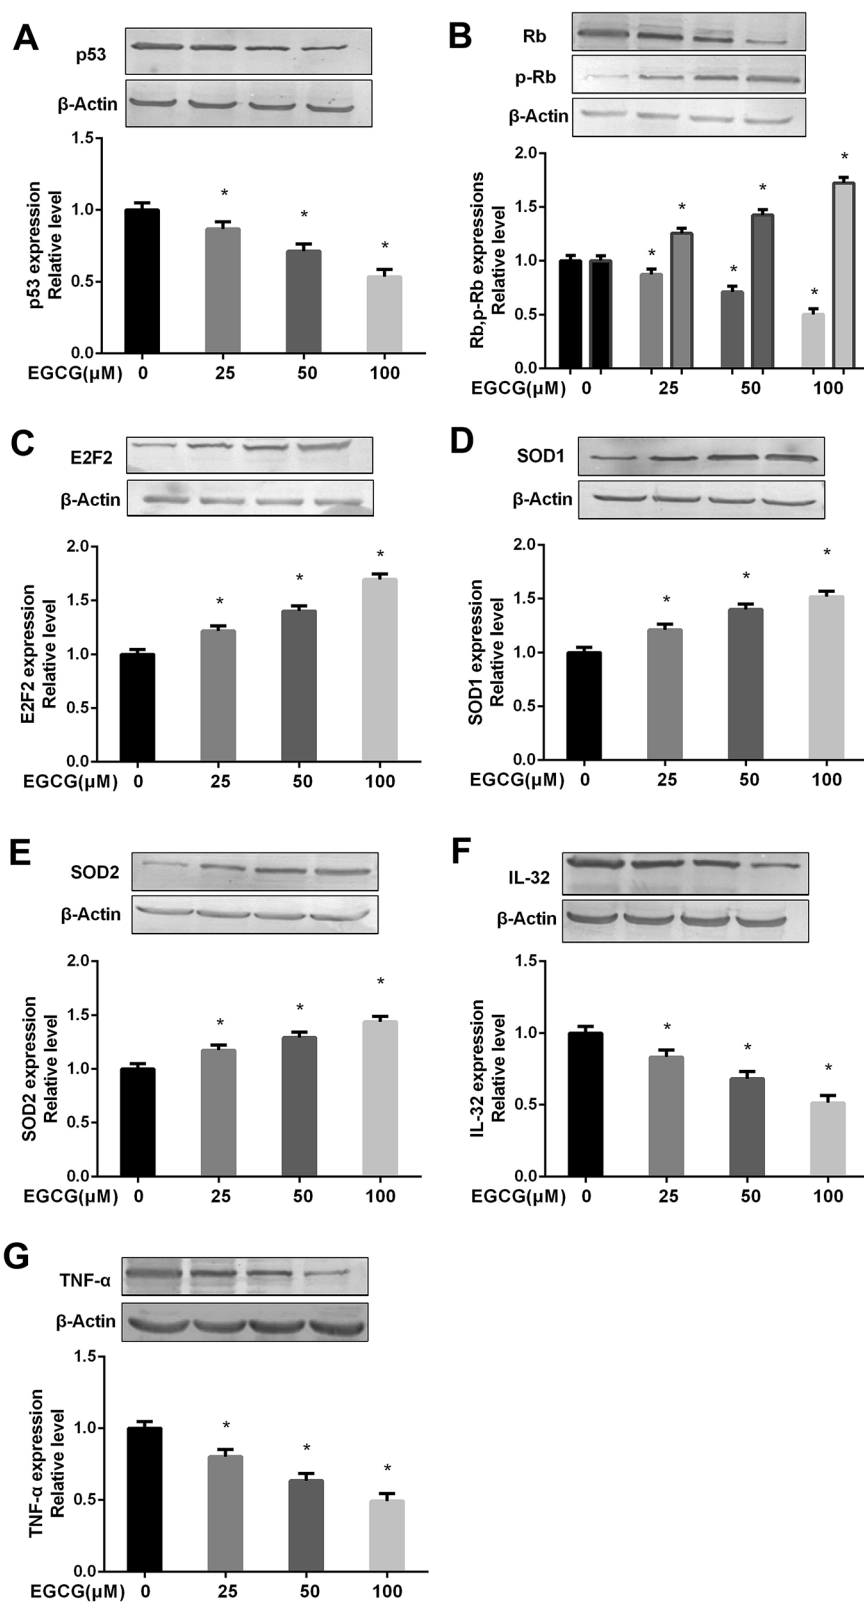 A
p53
β-Actin
1.5
1.0
0.5
0.0
p53 expression
Relative level
*
*
*
EGCG(μM) 0 25 50 100
B
Rb
p-Rb
β-Actin
2.0
1.5
1.0
0.5
0.0
Rb,p-Rb expressions
Relative level
*
*
*
*
*
*
EGCG(μM) 0 25 50 100
C
E2F2
β-Actin
2.0
1.5
1.0
0.5
0.0
E2F2 expression
Relative level
*
*
*
EGCG(μM) 0 25 50 100
D
SOD1
β-Actin
2.0
1.5
1.0
0.5
0.0
SOD1 expression
Relative level
*
*
*
EGCG(μM) 0 25 50 100
E
SOD2
β-Actin
2.0
1.5
1.0
0.5
0.0
SOD2 expression
Relative level
*
*
*
EGCG(μM) 0 25 50 100
F
IL-32
β-Actin
1.5
1.0
0.5
0.0
IL-32 expression
Relative level
*
*
*
EGCG(μM) 0 25 50 100
G
TNF-α
β-Actin
1.5
1.0
0.5
0.0
TNF-α expression
Relative level
*
*
*
EGCG(μM) 0 25 50 100